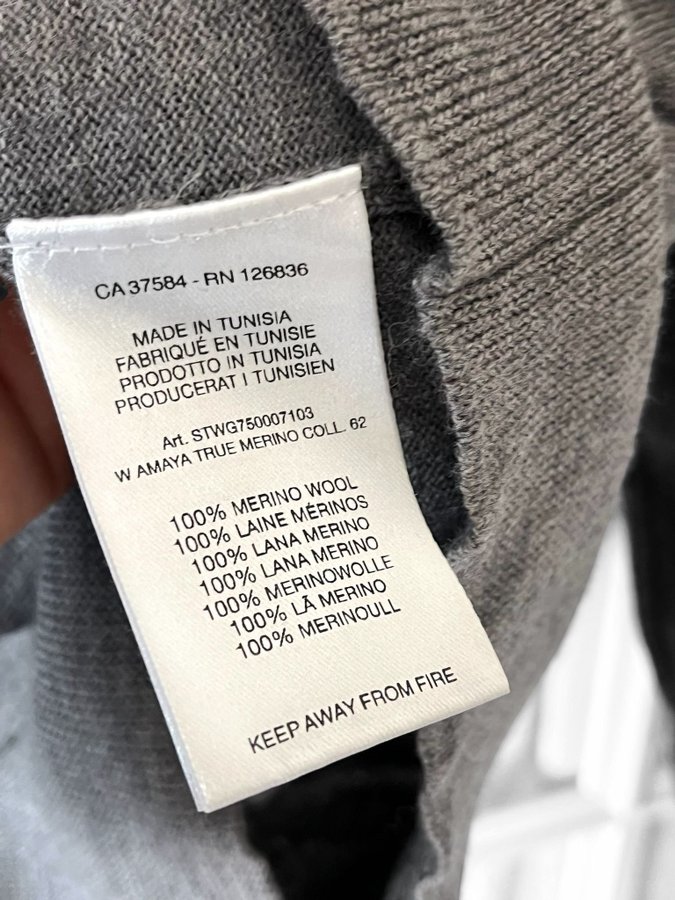 CA 37584 - RN 126836
MADE IN TUNISIA
FABRIQUÉ EN TUNISIE
PRODOTTO IN TUNISIA
PRODUCERAT I TUNISIEN
Art. STWG750007103
W AMAYA TRUE MERINO COLL. 62
100% MERINO WOOL
100% LAINE MÉRINOS
100% LANA MERINO
100% LANA MERINO
100% MERINOWOLLE
100% LÃ MERINO
100% MERINOULL
KEEP AWAY FROM FIRE